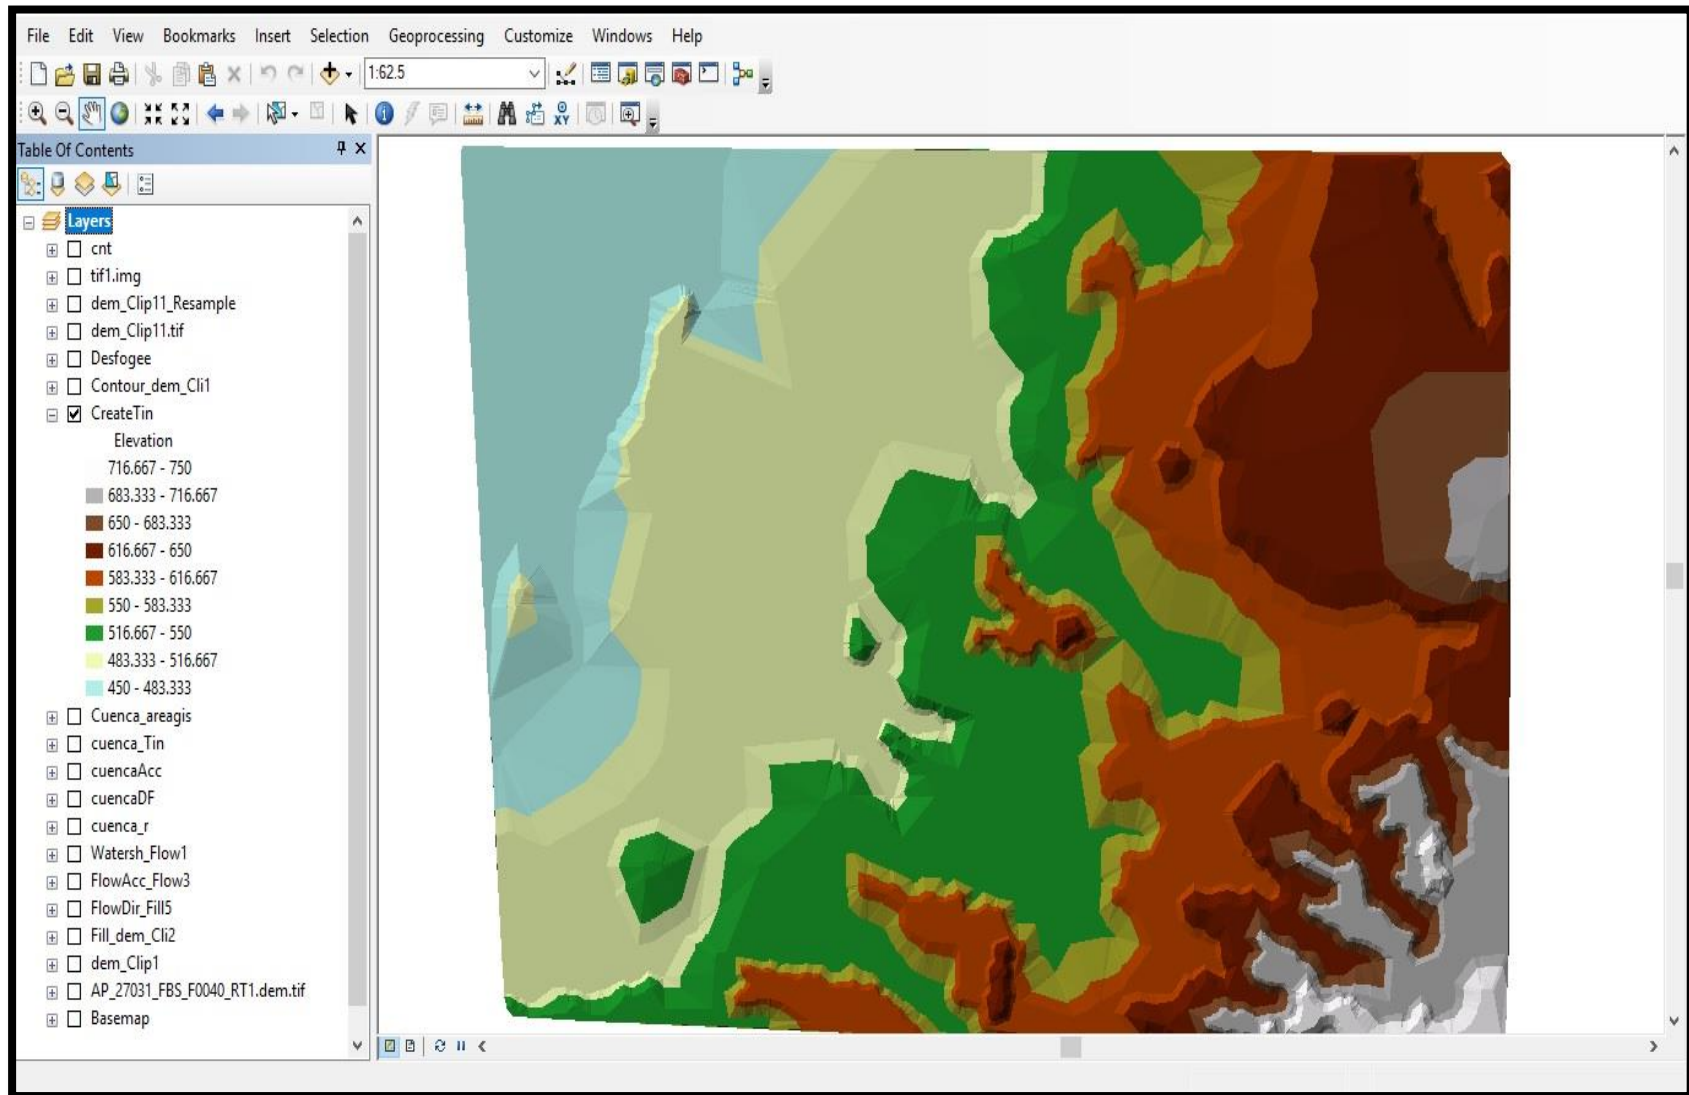 File Edit View Bookmarks Insert Selection Geoprocessing Customize Windows Help
1:62.5
XY
Table Of Contents
Layers
cnt
tif1.img
dem_Clip11_Resample
dem_Clip11.tif
Desfogee
Contour_dem_Cli1
CreateTin
Elevation
716.667 - 750
683.333 - 716.667
650 - 683.333
616.667 - 650
583.333 - 616.667
550 - 583.333
516.667 - 550
483.333 - 516.667
450 - 483.333
Cuenca_areagis
cuenca_Tin
cuencaAcc
cuencaDF
cuenca_r
Watersh_Flow1
FlowAcc_Flow3
FlowDir_Fill5
Fill_dem_Cli2
dem_Clip1
AP_27031_FBS_F0040_RT1.dem.tif
Basemap